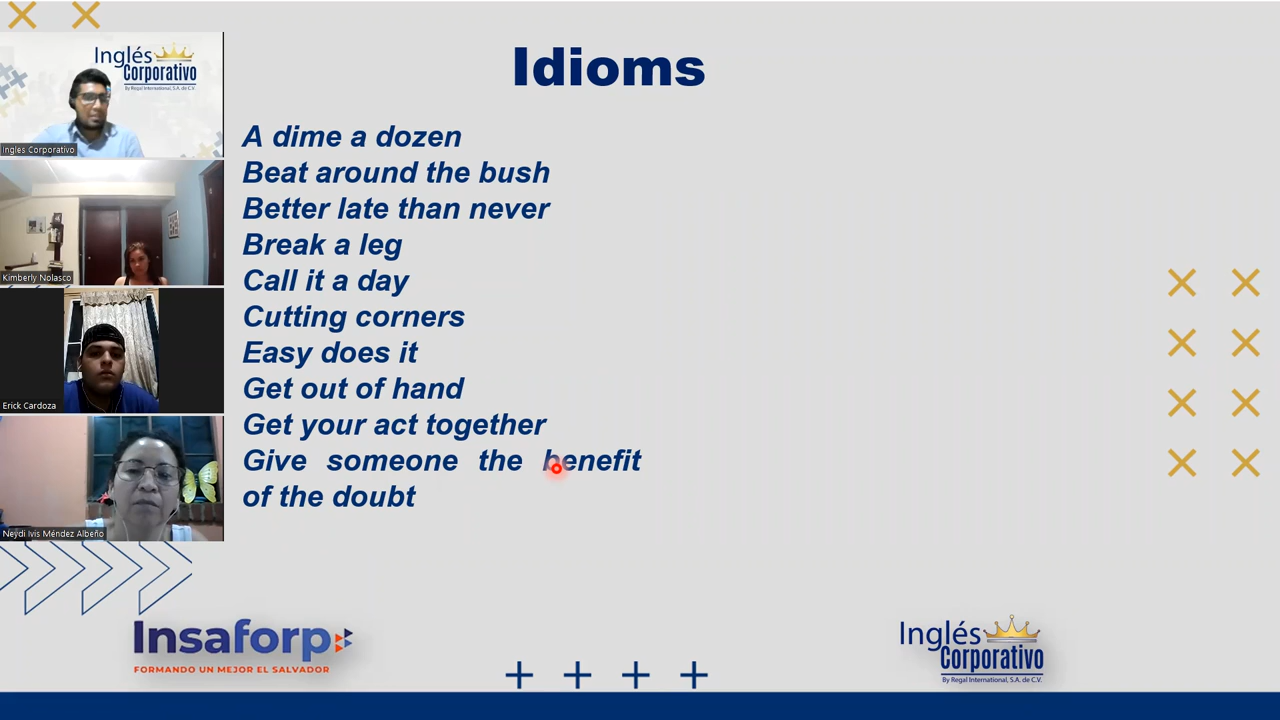 Inglés
Corporativo
By Regal International, S.A. de C.V.
Ingles Corporativo
Kimberly Nolasco
Erick Cardoza
Neydi Ivis Méndez Albeño
Idioms
A dime a dozen
Beat around the bush
Better late than never
Break a leg
Call it a day
Cutting corners
Easy does it
Get out of hand
Get your act together
Give someone the benefit
of the doubt
Insaforp
FORMANDO UN MEJOR EL SALVADOR
Inglés
Corporativo
By Regal International, S.A. de C.V.